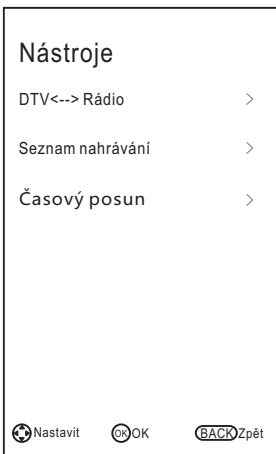 Nástroje
DTV<--> Rádio >
Seznam nahrávání >
Časový posun >
Nastavit OK OK BACK Zpět